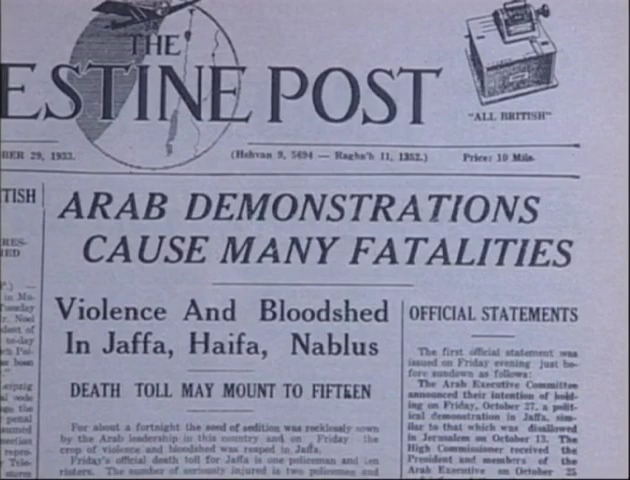 THE
ESTINE POST
"ALL BRITISH"
BER 29, 1933.
(Heshvan 9, 5694 — Ragab'h 11, 1352.)
Price: 10 Mils.
TISH
ARAB DEMONSTRATIONS
CAUSE MANY FATALITIES
Violence And Bloodshed
In Jaffa, Haifa, Nablus
DEATH TOLL MAY MOUNT TO FIFTEEN
For about a fortnight the seed of sedition was recklessly sown
by the Arab leadership in this country and on Friday the
crop of violence and bloodshed was reaped in Jaffa.
Friday's official death toll for Jaffa is one policeman and ten
rioters. The number of seriously injured is two policemen and
OFFICIAL STATEMENTS
The first official statement was
issued on Friday evening just be-
fore sundown as follows:
The Arab Executive Committee
announced their intention of hold-
ing on Friday, October 27, a polit-
ical demonstration in Jaffa, sim-
ilar to that which was disallowed
in Jerusalem on October 13. The
High Commissioner received the
President and members of the
Arab Executive on October 25